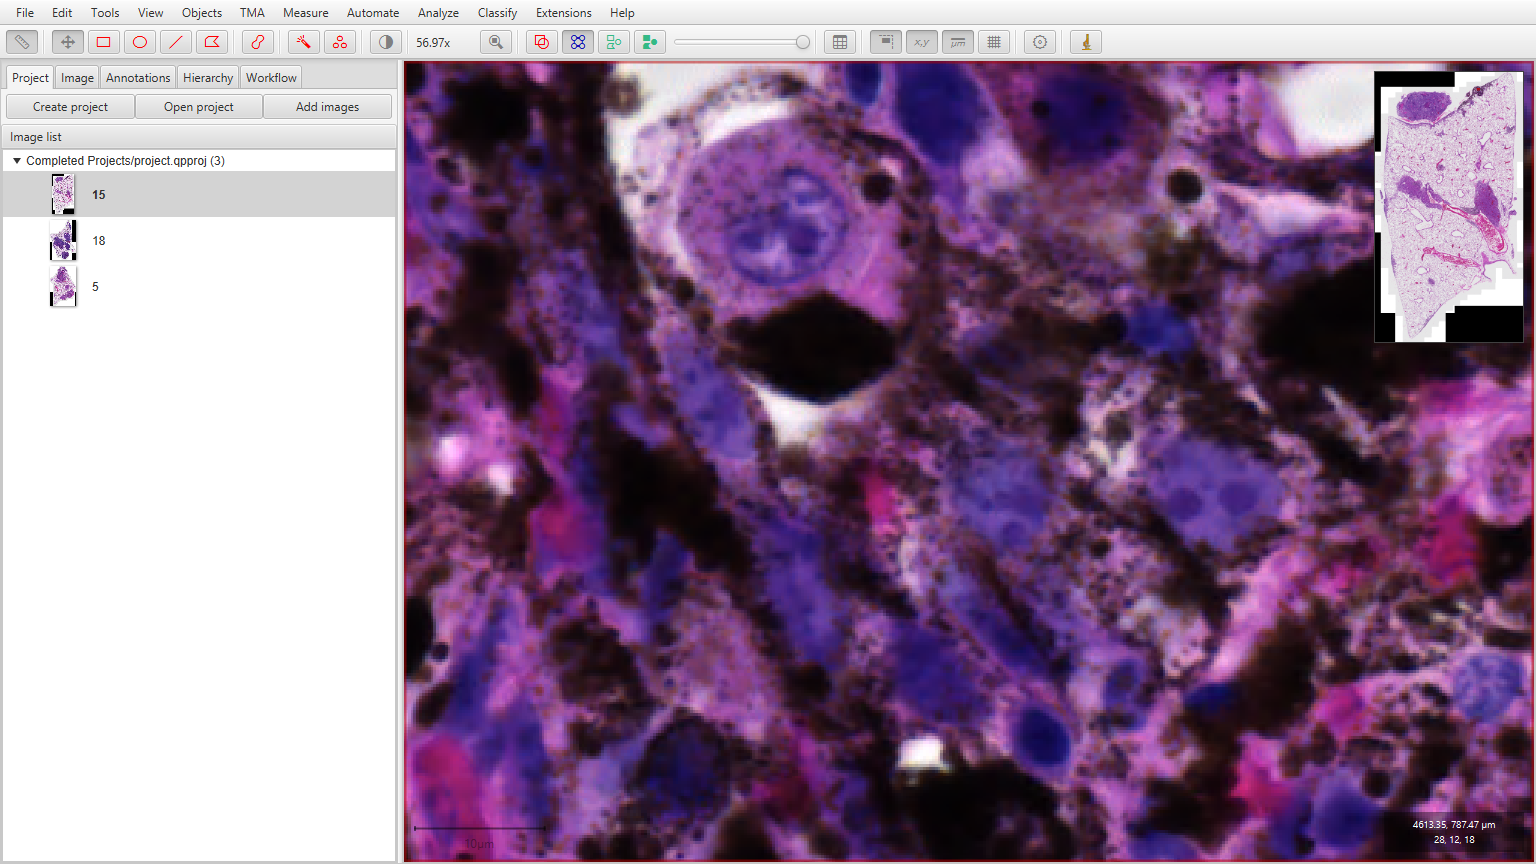 File Edit Tools View Objects TMA Measure Automate Analyze Classify Extensions Help
56.97x
x,y
μm
Project Image Annotations Hierarchy Workflow
Create project Open project Add images
Image list
Completed Projects/project.qpproj (3)
15
18
5
10μm
4613.35, 787.47 μm
28, 12, 18